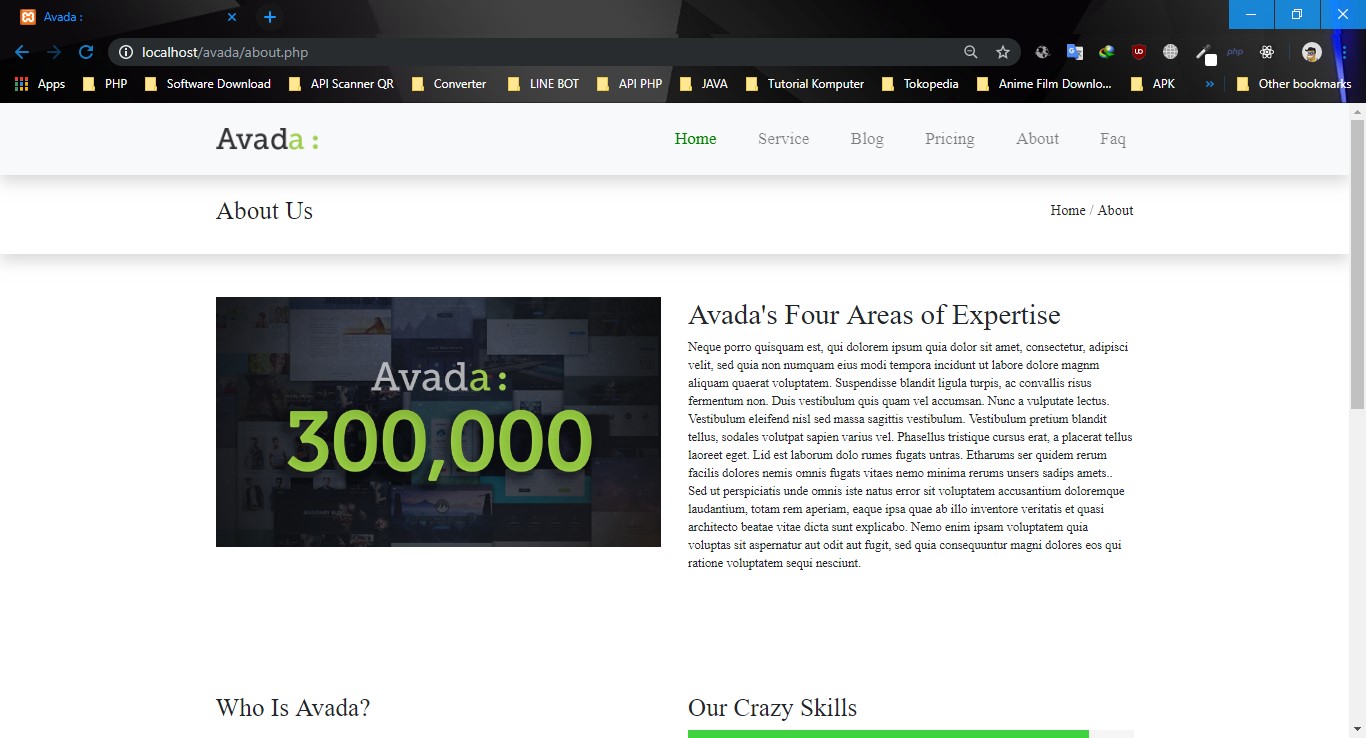 Avada :
localhost/avada/about.php
php
Apps PHP Software Download API Scanner QR Converter LINE BOT API PHP JAVA Tutorial Komputer Tokopedia Anime Film Downlo... APK » Other bookmarks
Avada :
Home Service Blog Pricing About Faq
About Us
Home / About
Avada :
300,000
Avada's Four Areas of Expertise
Neque porro quisquam est, qui dolorem ipsum quia dolor sit amet, consectetur, adipisci
velit, sed quia non numquam eius modi tempora incidunt ut labore dolore magnm
aliquam quaerat voluptatem. Suspendisse blandit ligula turpis, ac convallis risus
fermentum non. Duis vestibulum quis quam vel accumsan. Nunc a vulputate lectus.
Vestibulum eleifend nisl sed massa sagittis vestibulum. Vestibulum pretium blandit
tellus, sodales volutpat sapien varius vel. Phasellus tristique cursus erat, a placerat tellus
laoreet eget. Lid est laborum dolo rumes fugats untras. Etharums ser quidem rerum
facilis dolores nemis omnis fugats vitaes nemo minima rerums unsers sadips amets..
Sed ut perspiciatis unde omnis iste natus error sit voluptatem accusantium doloremque
laudantium, totam rem aperiam, eaque ipsa quae ab illo inventore veritatis et quasi
architecto beatae vitae dicta sunt explicabo. Nemo enim ipsam voluptatem quia
voluptas sit aspernatur aut odit aut fugit, sed quia consequuntur magni dolores eos qui
ratione voluptatem sequi nesciunt.
Who Is Avada?
Our Crazy Skills